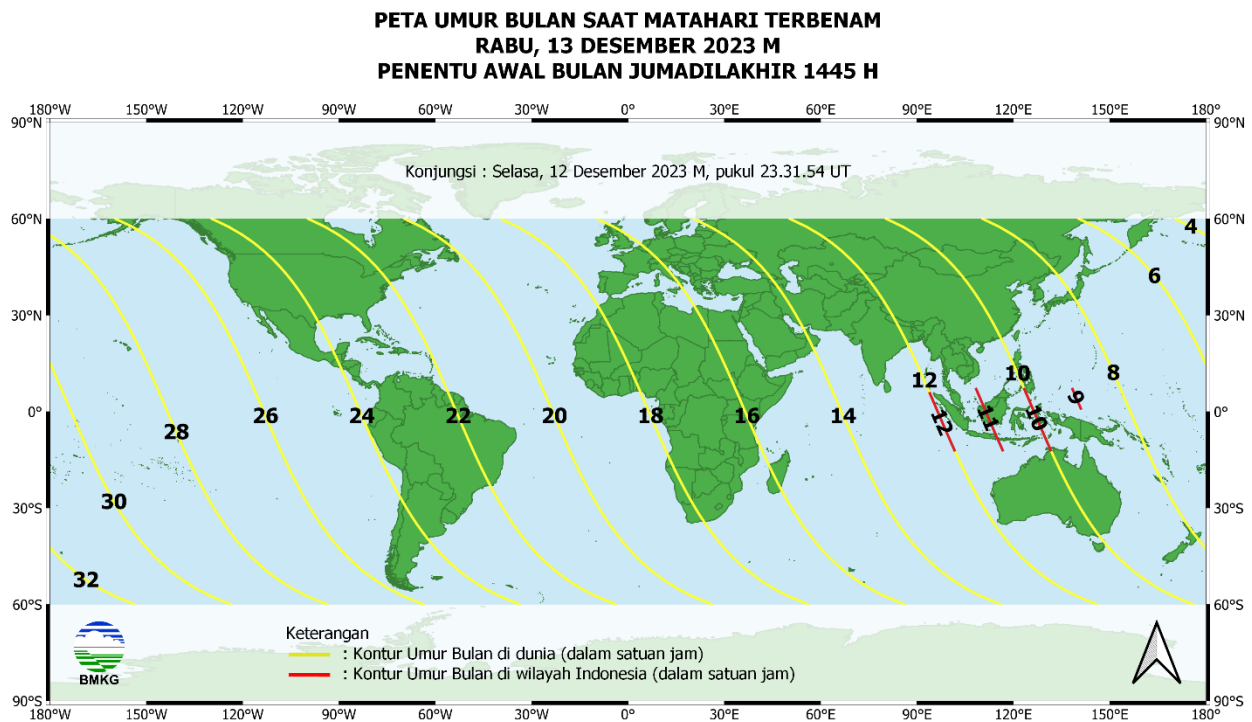 PETA UMUR BULAN SAAT MATAHARI TERBENAM
RABU, 13 DESEMBER 2023 M
PENENTU AWAL BULAN JUMADILAKHIR 1445 H
180°W 150°W 120°W 90°W 60°W 30°W 0° 30°E 60°E 90°E 120°E 150°E 180°
90°N 90°N
Konjungsi : Selasa, 12 Desember 2023 M, pukul 23.31.54 UT
60°N 60°N
4
6
30°N 30°N
12 10 8
9
0° 28 26 24 22 20 18 16 14 12 11 10 0°
30
30°S 30°S
32
60°S 60°S
Keterangan
: Kontur Umur Bulan di dunia (dalam satuan jam)
: Kontur Umur Bulan di wilayah Indonesia (dalam satuan jam)
BMKG
90°S 90°S
180°W 150°W 120°W 90°W 60°W 30°W 0° 30°E 60°E 90°E 120°E 150°E 180°